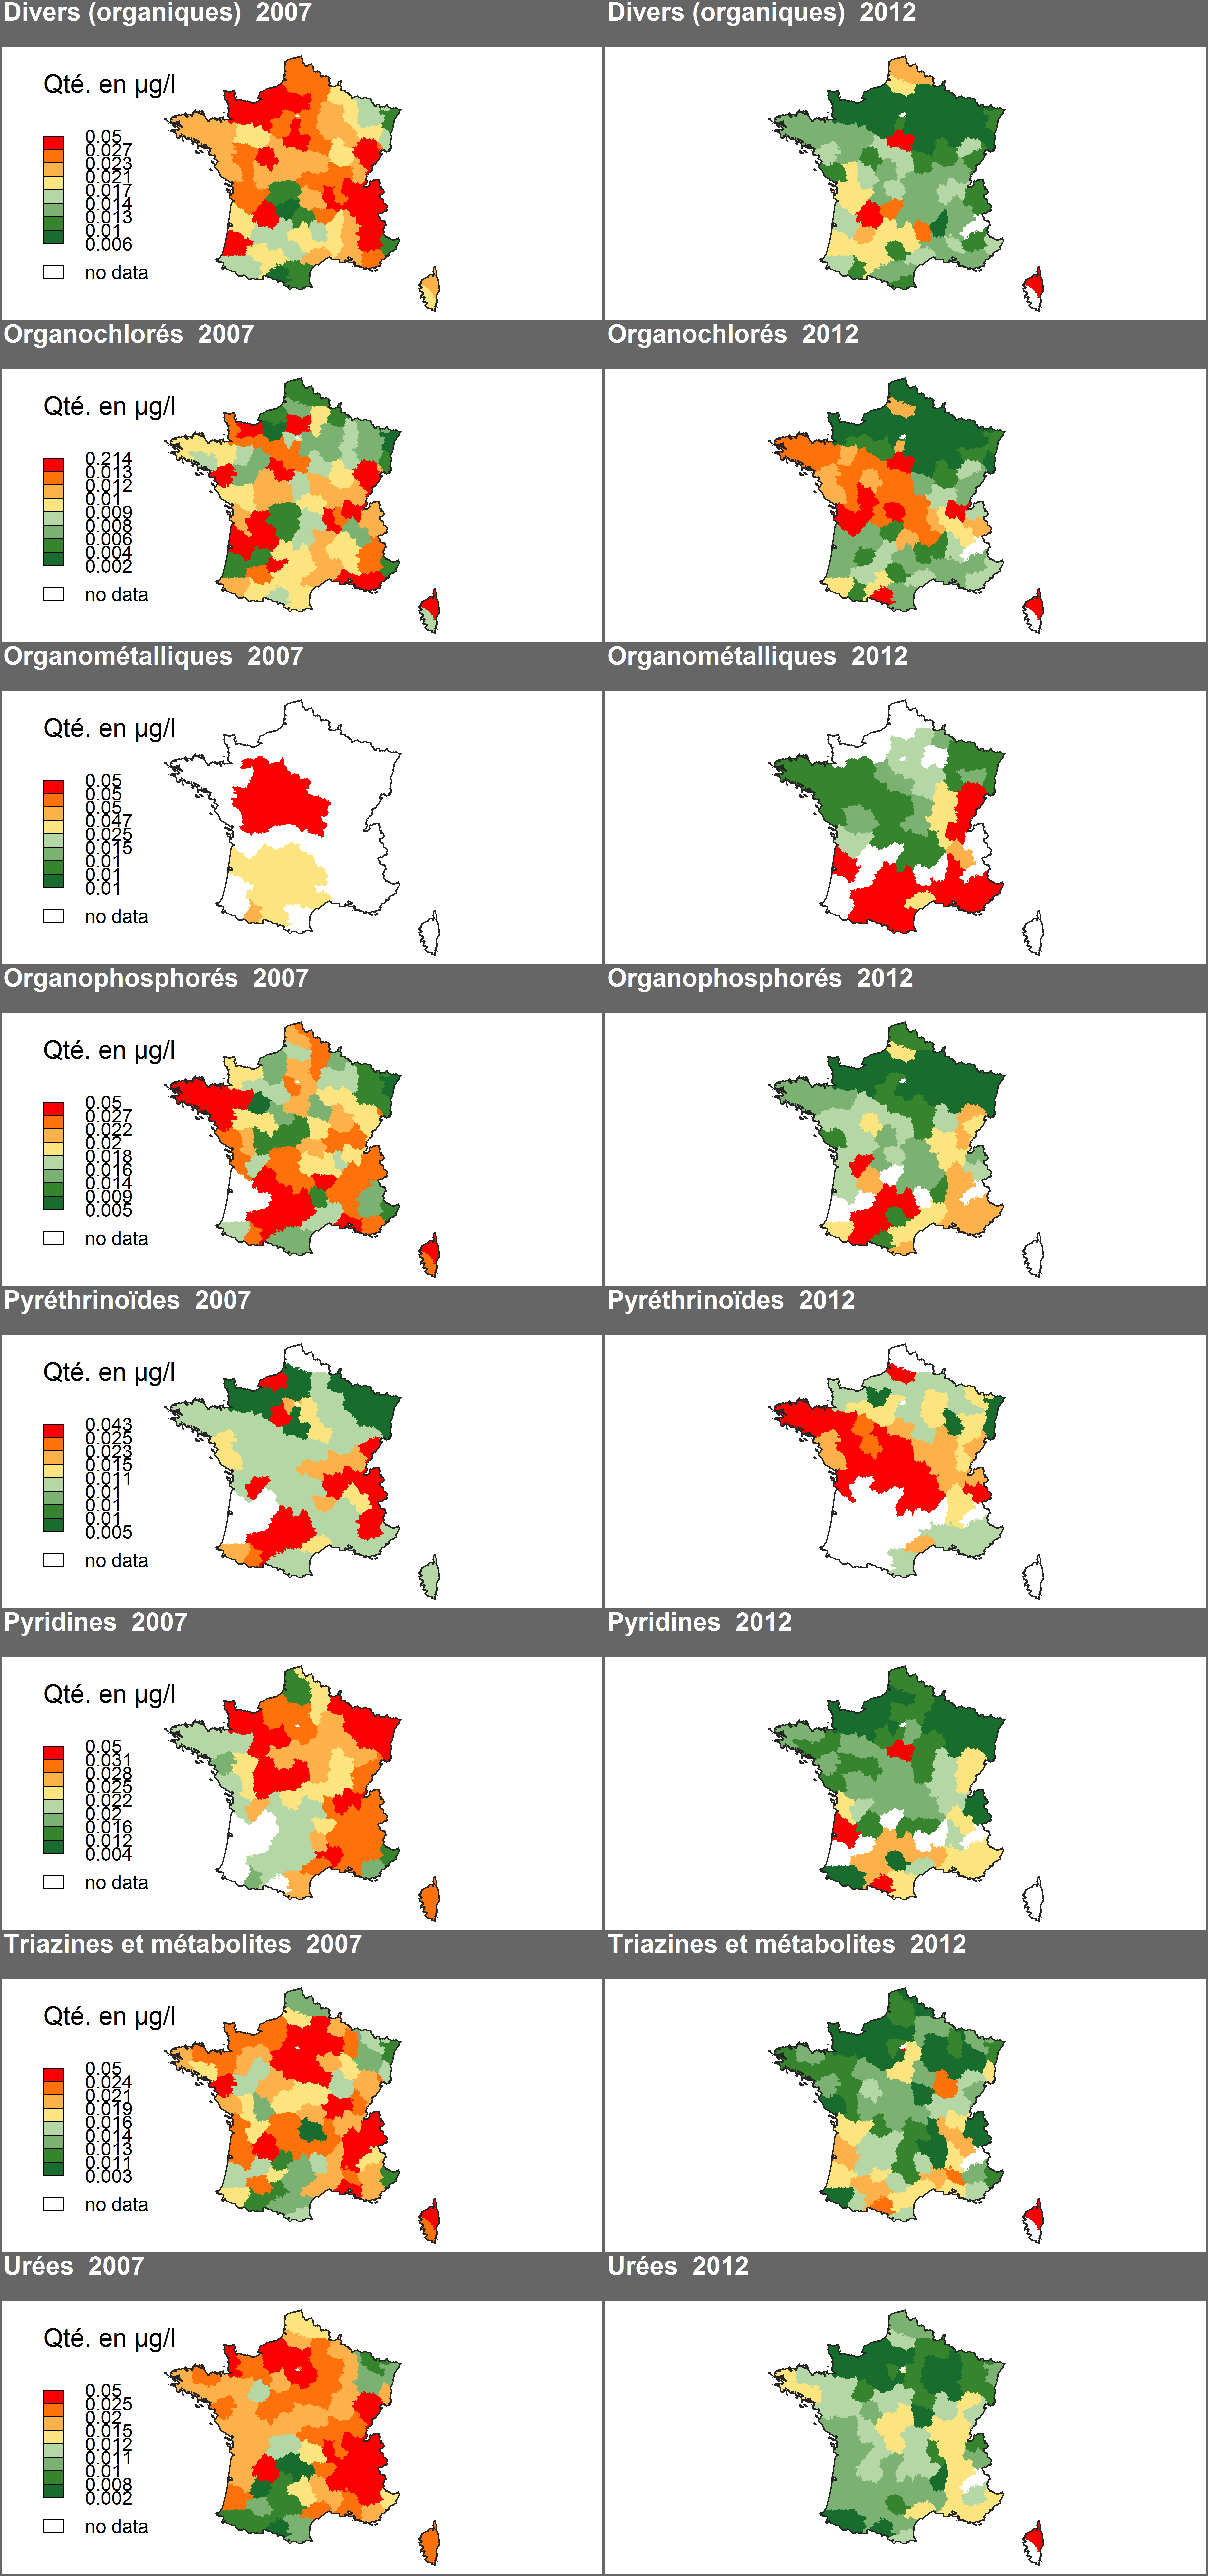 Divers (organiques) 2007
Divers (organiques) 2012
Qté. en µg/l
0.05
0.027
0.023
0.021
0.017
0.014
0.013
0.01
0.006
no data
Organochlorés 2007
Organochlorés 2012
Qté. en µg/l
0.214
0.013
0.012
0.01
0.009
0.008
0.006
0.004
0.002
no data
Organométalliques 2007
Organométalliques 2012
Qté. en µg/l
0.05
0.05
0.05
0.047
0.025
0.015
0.01
0.01
0.01
no data
Organophosphorés 2007
Organophosphorés 2012
Qté. en µg/l
0.05
0.027
0.022
0.02
0.018
0.016
0.014
0.009
0.005
no data
Pyréthrinoïdes 2007
Pyréthrinoïdes 2012
Qté. en µg/l
0.043
0.025
0.023
0.015
0.011
0.01
0.01
0.01
0.005
no data
Pyridines 2007
Pyridines 2012
Qté. en µg/l
0.05
0.031
0.028
0.025
0.022
0.02
0.016
0.012
0.004
no data
Triazines et métabolites 2007
Triazines et métabolites 2012
Qté. en µg/l
0.05
0.024
0.021
0.019
0.016
0.014
0.013
0.011
0.003
no data
Urées 2007
Urées 2012
Qté. en µg/l
0.05
0.025
0.02
0.015
0.012
0.011
0.01
0.008
0.002
no data